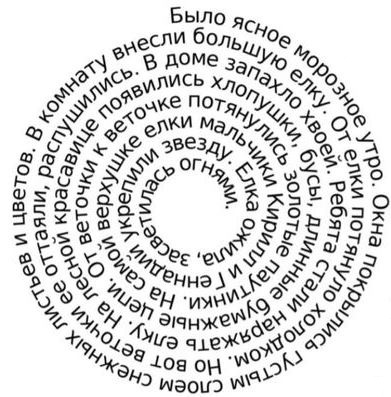 Было ясное морозное утро. Окна покрылись густым слоем снежных листьев и цветов. В комнату внесли большую елку. От ёлки потянуло холодком. Но вот веточки ее оттаяли, распушились. В доме запахло хвоей. Ребята стали наряжать елку. На лесной красавице появились хлопушки, бусы, длинные бумажные цепи. От веточки к веточке потянулись золотые паутинки. На самой верхушке елки мальчики Кирилл и Геннадий укрепили звезду. Елка ожила, засветилась огнями.